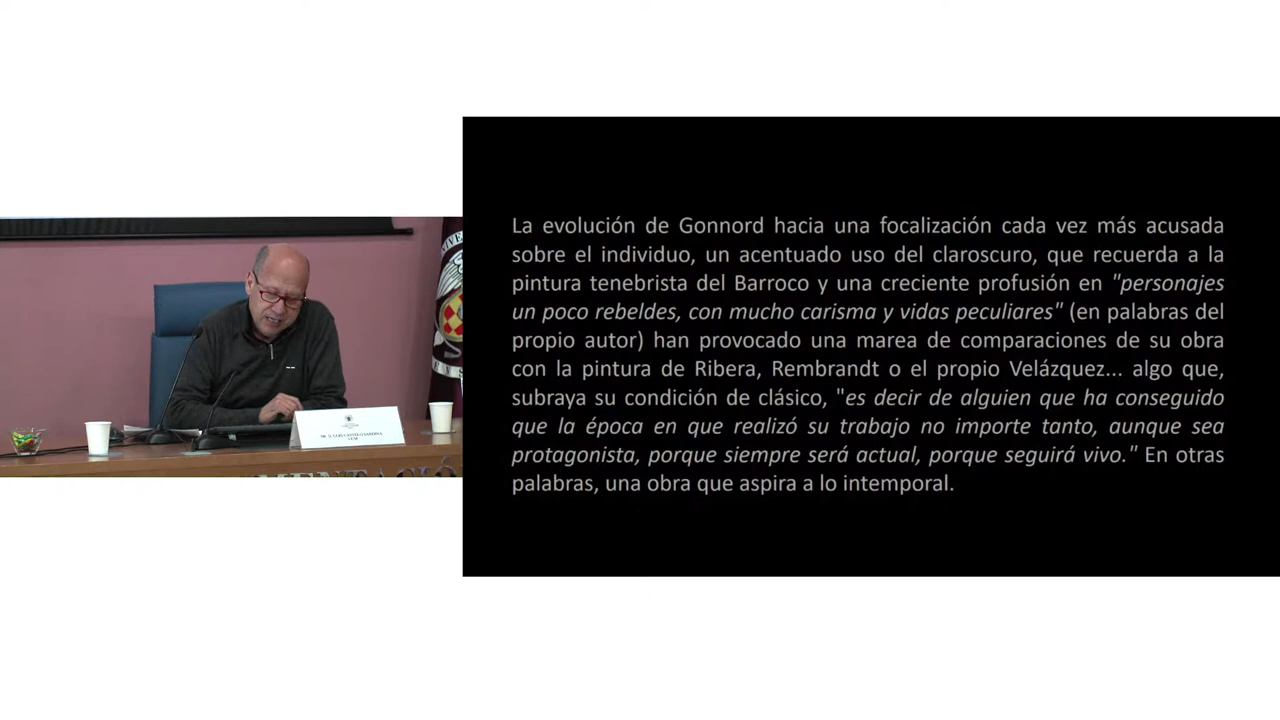 La evolución de Gonnord hacia una focalización cada vez más acusada
sobre el individuo, un acentuado uso del claroscuro, que recuerda a la
pintura tenebrista del Barroco y una creciente profusión en "personajes
un poco rebeldes, con mucho carisma y vidas peculiares" (en palabras del
propio autor) han provocado una marea de comparaciones de su obra
con la pintura de Ribera, Rembrandt o el propio Velázquez... algo que,
subraya su condición de clásico, "es decir de alguien que ha conseguido
que la época en que realiz su trabajo no importe tanto, aunque sea
protagonista, porque siempre será actual, porque seguirá vivo." En otras
palabras, una obra que aspira a lo intemporal.